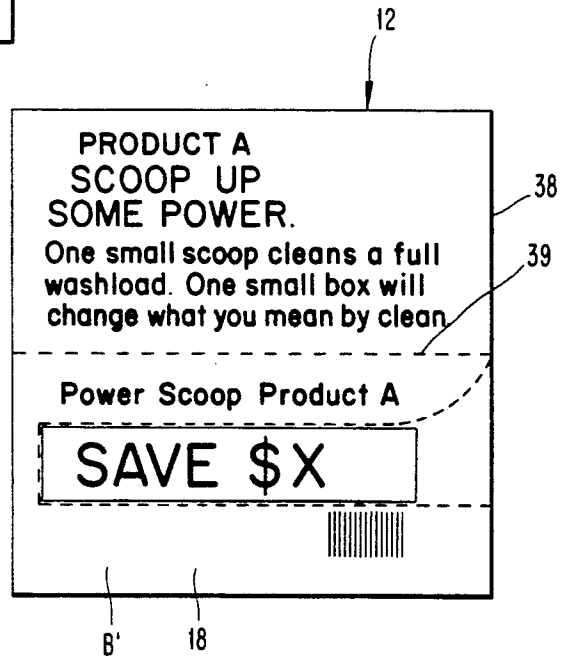 12
PRODUCT A
SCOOP UP
SOME POWER.
38
One small scoop cleans a full
39
washload. One small box will
change what you mean by clean
Power Scoop Product A
SAVE $X
B' 18